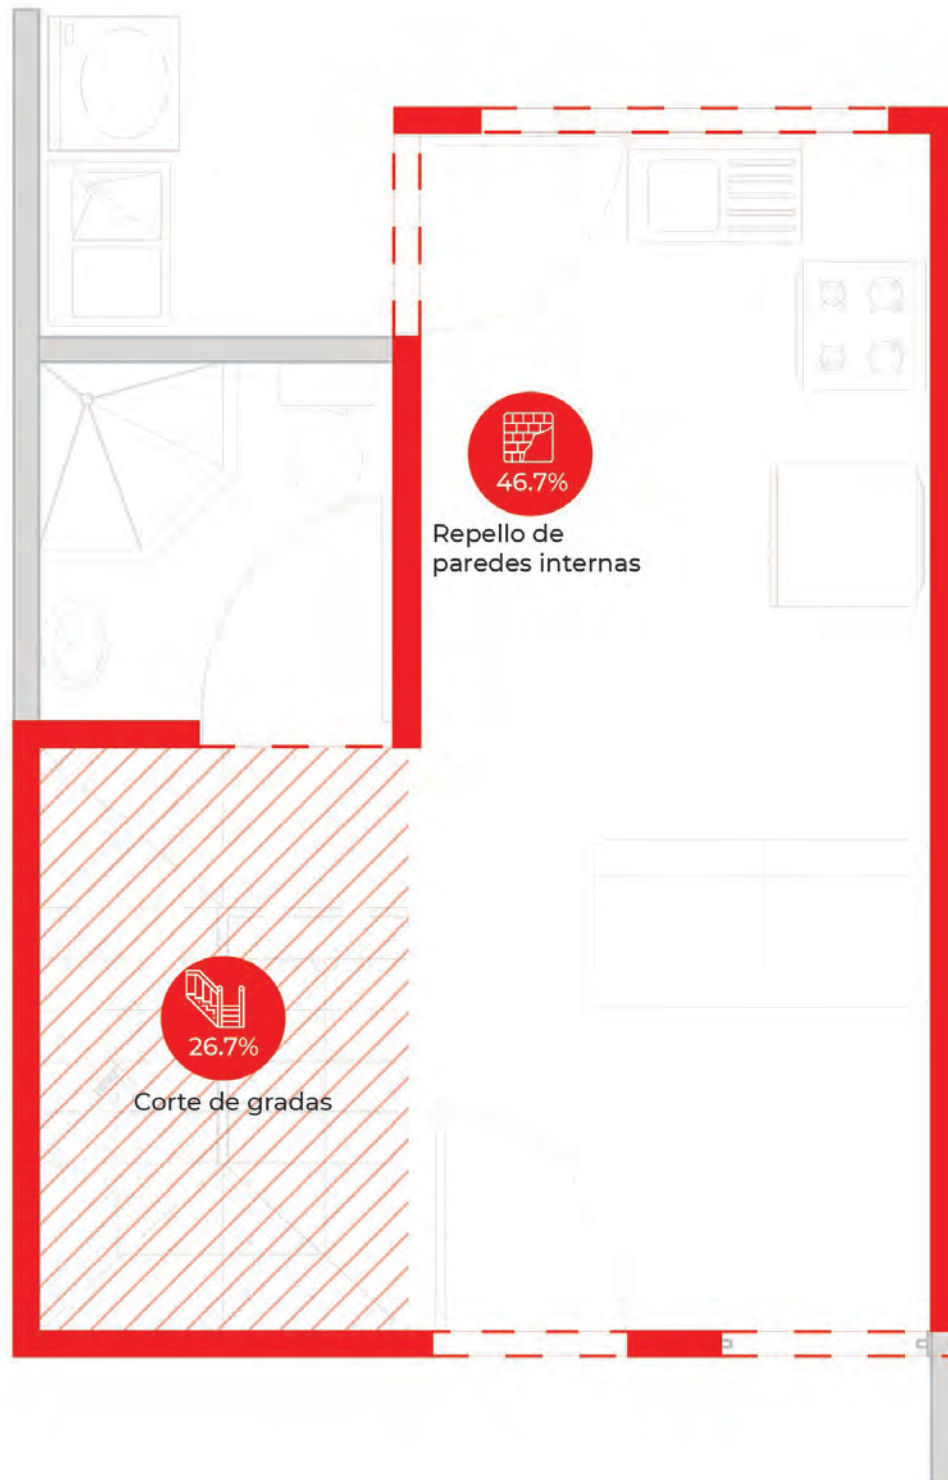 46.7%
Repello de
paredes internas
26.7%
Corte de gradas